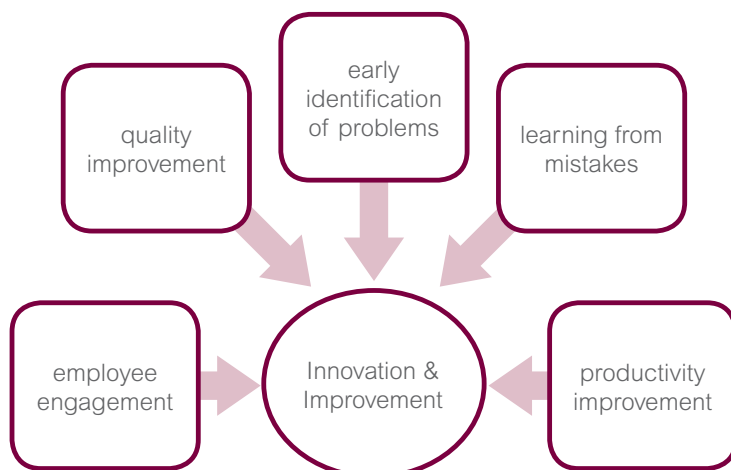 early
identification
of problems
quality
improvement
learning from
mistakes
employee
engagement
Innovation &
Improvement
productivity
improvement